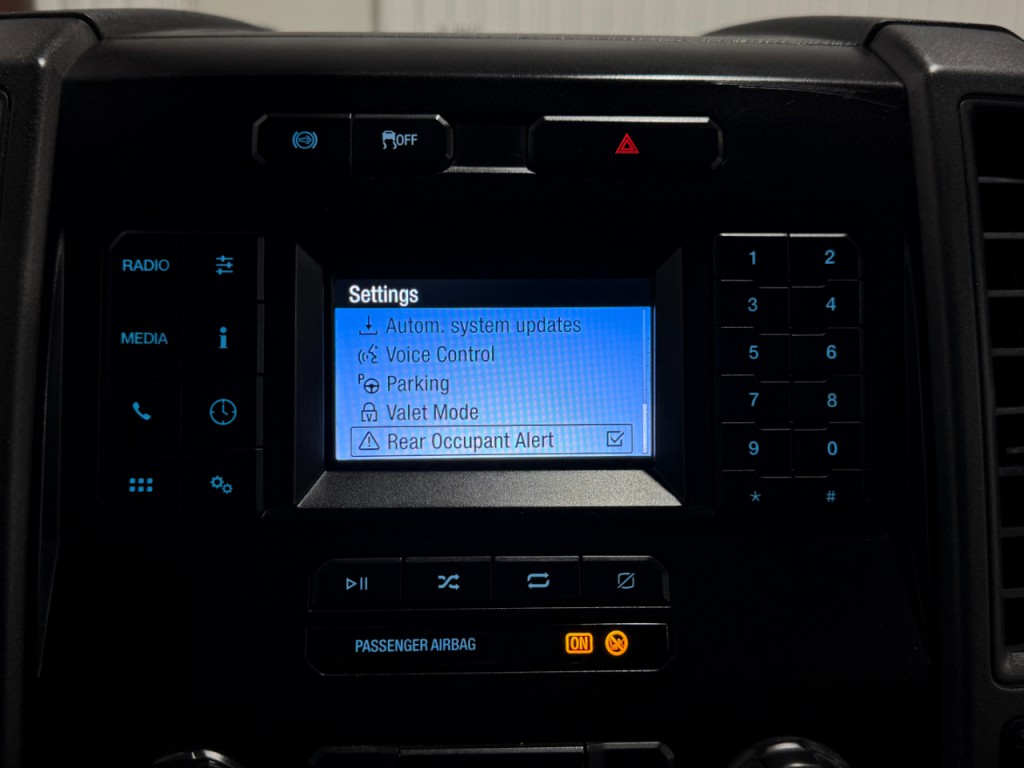 OFF
RADIO
MEDIA
Settings
Autom. system updates
Voice Control
P Parking
V Valet Mode
Rear Occupant Alert
1 2
3 4
5 6
7 8
9 0
* #
PASSENGER AIRBAG ON